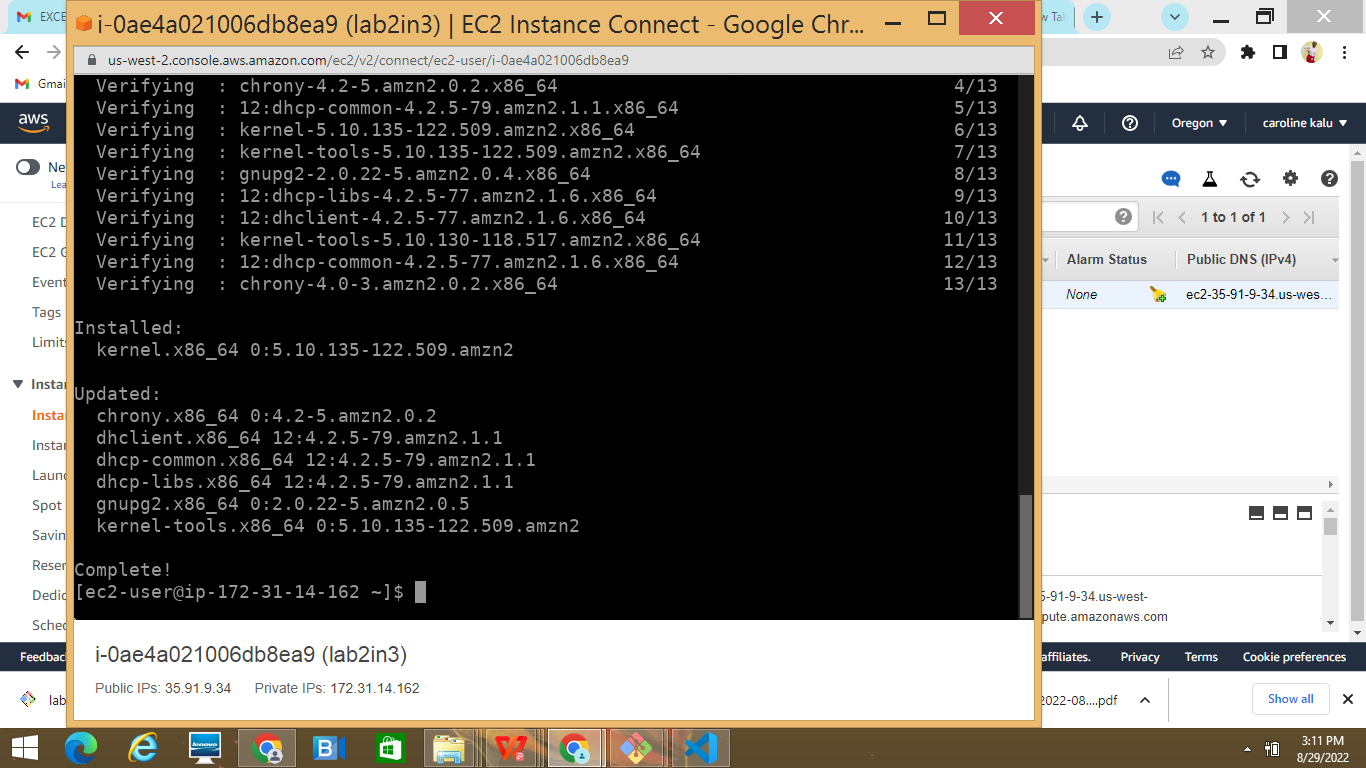 EXCE
i-0ae4a021006db8ea9 (lab2in3) | EC2 Instance Connect - Google Chr...
us-west-2.console.aws.amazon.com/ec2/v2/connect/ec2-user/i-0ae4a021006db8ea9
Gmai
aws
Oregon
caroline kalu
Ne
Lea
EC2 D
EC2 G
Event
Tags
Limits
Instan
Insta
Instan
Laun
Spot
Savin
Reser
Dedic
Sched
Feedbac
Verifying : chrony-4.2-5.amzn2.0.2.x86_64 4/13
Verifying : 12:dhcp-common-4.2.5-79.amzn2.1.1.x86_64 5/13
Verifying : kernel-5.10.135-122.509.amzn2.x86_64 6/13
Verifying : kernel-tools-5.10.135-122.509.amzn2.x86_64 7/13
Verifying : gnupg2-2.0.22-5.amzn2.0.4.x86_64 8/13
Verifying : 12:dhcp-libs-4.2.5-77.amzn2.1.6.x86_64 9/13
Verifying : 12:dhclient-4.2.5-77.amzn2.1.6.x86_64 10/13
Verifying : kernel-tools-5.10.130-118.517.amzn2.x86_64 11/13
Verifying : 12:dhcp-common-4.2.5-77.amzn2.1.6.x86_64 12/13
Verifying : chrony-4.0-3.amzn2.0.2.x86_64 13/13
Installed:
kernel.x86_64 0:5.10.135-122.509.amzn2
Updated:
chrony.x86_64 0:4.2-5.amzn2.0.2
dhclient.x86_64 12:4.2.5-79.amzn2.1.1
dhcp-common.x86_64 12:4.2.5-79.amzn2.1.1
dhcp-libs.x86_64 12:4.2.5-79.amzn2.1.1
gnupg2.x86_64 0:2.0.22-5.amzn2.0.5
kernel-tools.x86_64 0:5.10.135-122.509.amzn2
Complete!
[ec2-user@ip-172-31-14-162 ~]$
i-0ae4a021006db8ea9 (lab2in3)
Public IPs: 35.91.9.34 Private IPs: 172.31.14.162
1 to 1 of 1
Alarm Status Public DNS (IPv4)
None ec2-35-91-9-34.us-wes...
5-91-9-34.us-west-
pute.amazonaws.com
affiliates. Privacy Terms Cookie preferences
lab
2022-08....pdf
Show all
lenovo
3:11 PM
8/29/2022